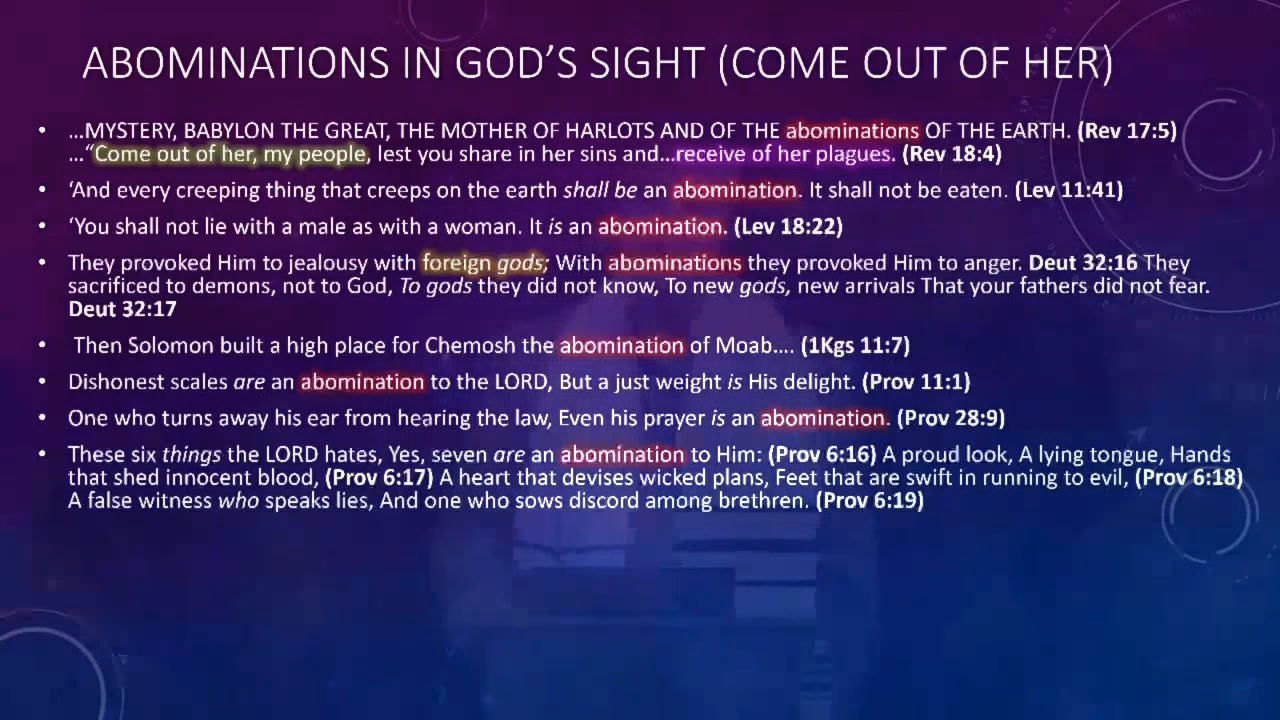 ABOMINATIONS IN GOD’S SIGHT (COME OUT OF HER)
• …MYSTERY, BABYLON THE GREAT, THE MOTHER OF HARLOTS AND OF THE abominations OF THE EARTH. (Rev 17:5)
…“Come out of her, my people, lest you share in her sins and…receive of her plagues. (Rev 18:4)
• ‘And every creeping thing that creeps on the earth shall be an abomination. It shall not be eaten. (Lev 11:41)
• ‘You shall not lie with a male as with a woman. It is an abomination. (Lev 18:22)
• They provoked Him to jealousy with foreign gods; With abominations they provoked Him to anger. Deut 32:16 They
sacrificed to demons, not to God, To gods they did not know, To new gods, new arrivals That your fathers did not fear.
Deut 32:17
• Then Solomon built a high place for Chemosh the abomination of Moab…. (1Kgs 11:7)
• Dishonest scales are an abomination to the LORD, But a just weight is His delight. (Prov 11:1)
• One who turns away his ear from hearing the law, Even his prayer is an abomination. (Prov 28:9)
• These six things the LORD hates, Yes, seven are an abomination to Him: (Prov 6:16) A proud look, A lying tongue, Hands
that shed innocent blood, (Prov 6:17) A heart that devises wicked plans, Feet that are swift in running to evil, (Prov 6:18)
A false witness who speaks lies, And one who sows discord among brethren. (Prov 6:19)